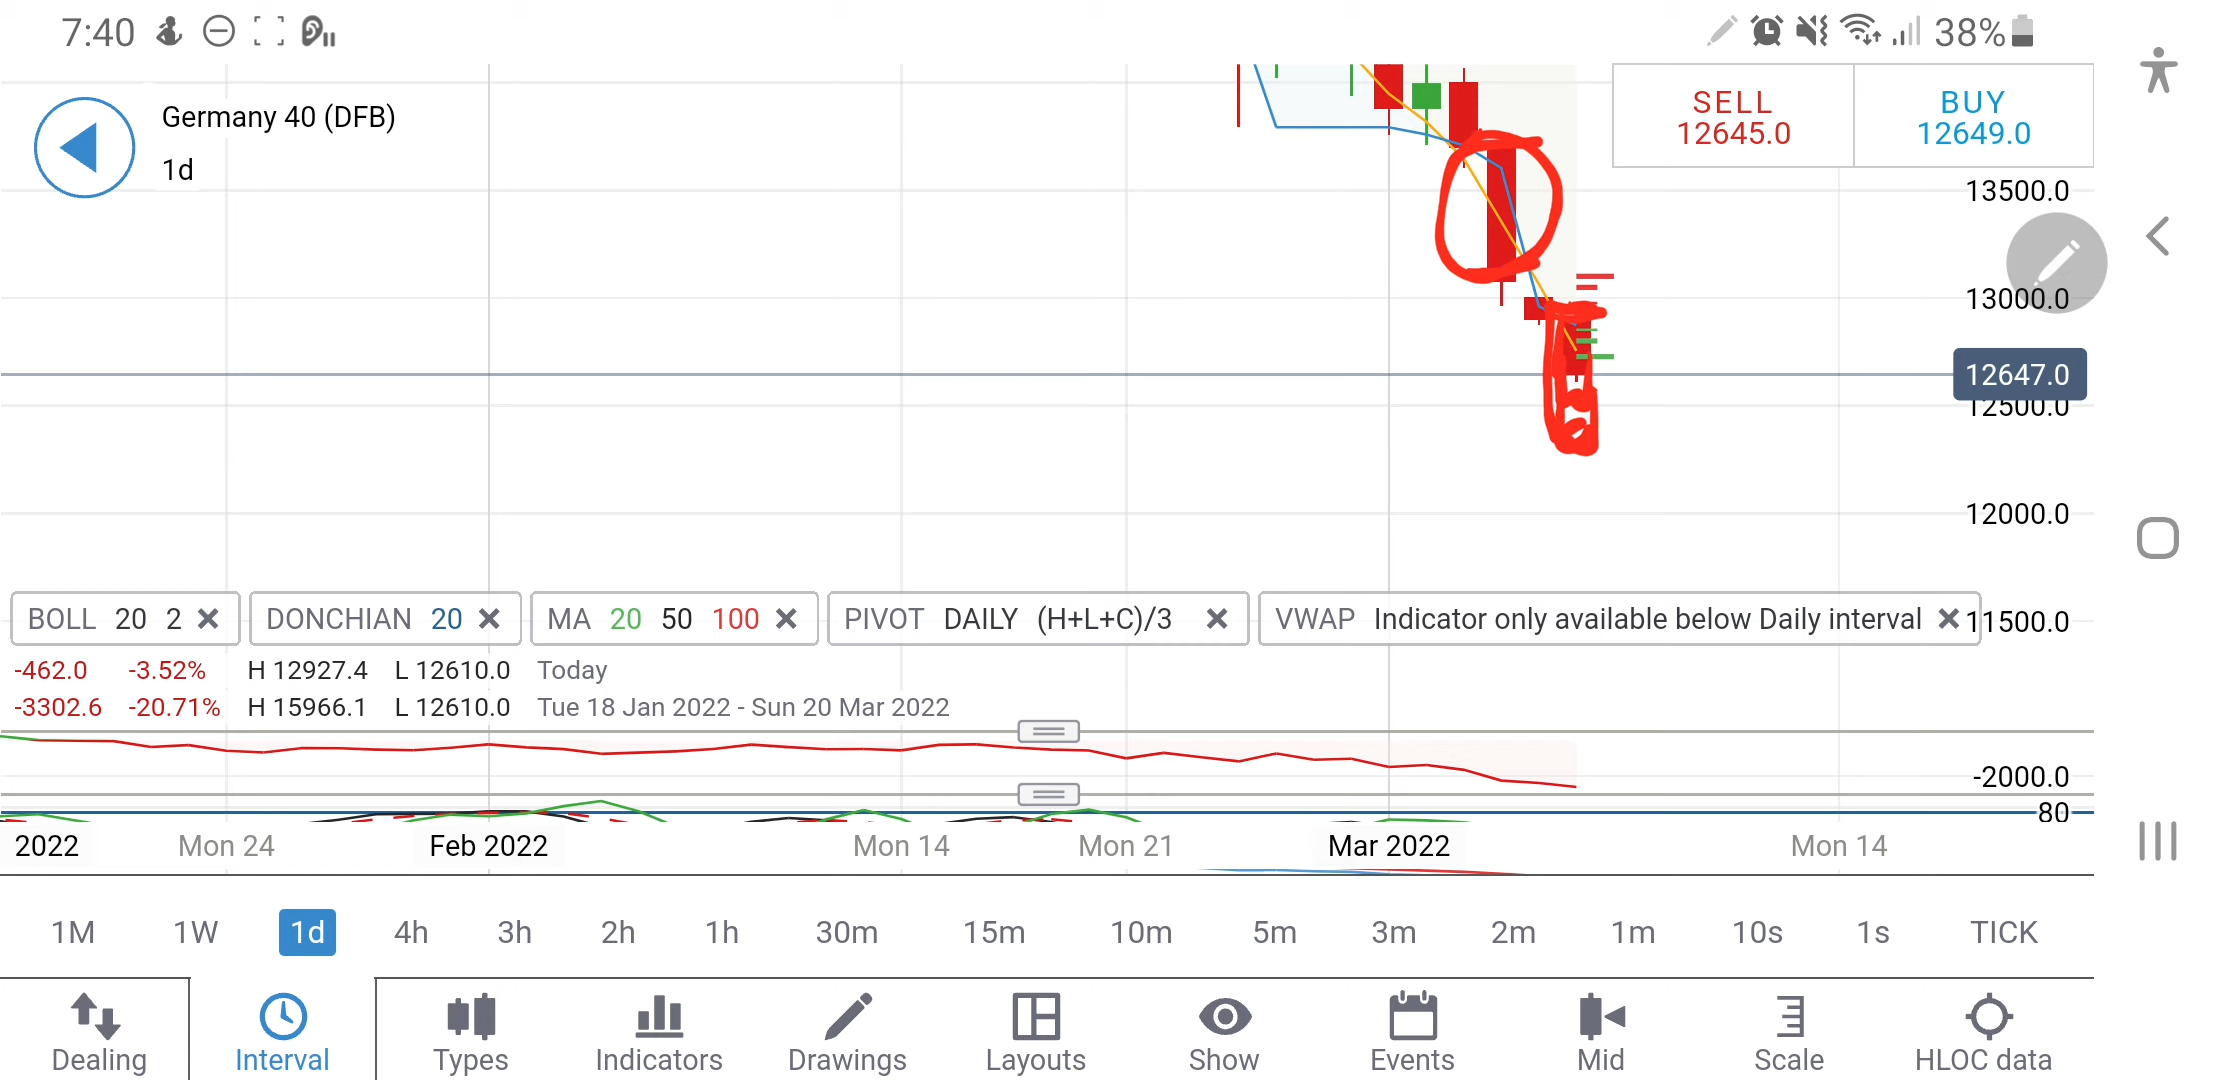 7:40
38%
Germany 40 (DFB)
1d
SELL
12645.0
BUY
12649.0
13500.0
13000.0
12647.0
12500.0
12000.0
11500.0
BOLL 20 2
DONCHIAN 20
MA 20 50 100
PIVOT DAILY (H+L+C)/3
VWAP Indicator only available below Daily interval
-462.0 -3.52% H 12927.4 L 12610.0 Today
-3302.6 -20.71% H 15966.1 L 12610.0 Tue 18 Jan 2022 - Sun 20 Mar 2022
-2000.0
80
2022 Mon 24 Feb 2022 Mon 14 Mon 21 Mar 2022 Mon 14
1M 1W 1d 4h 3h 2h 1h 30m 15m 10m 5m 3m 2m 1m 10s 1s TICK
Dealing Interval Types Indicators Drawings Layouts Show Events Mid Scale HLOC data